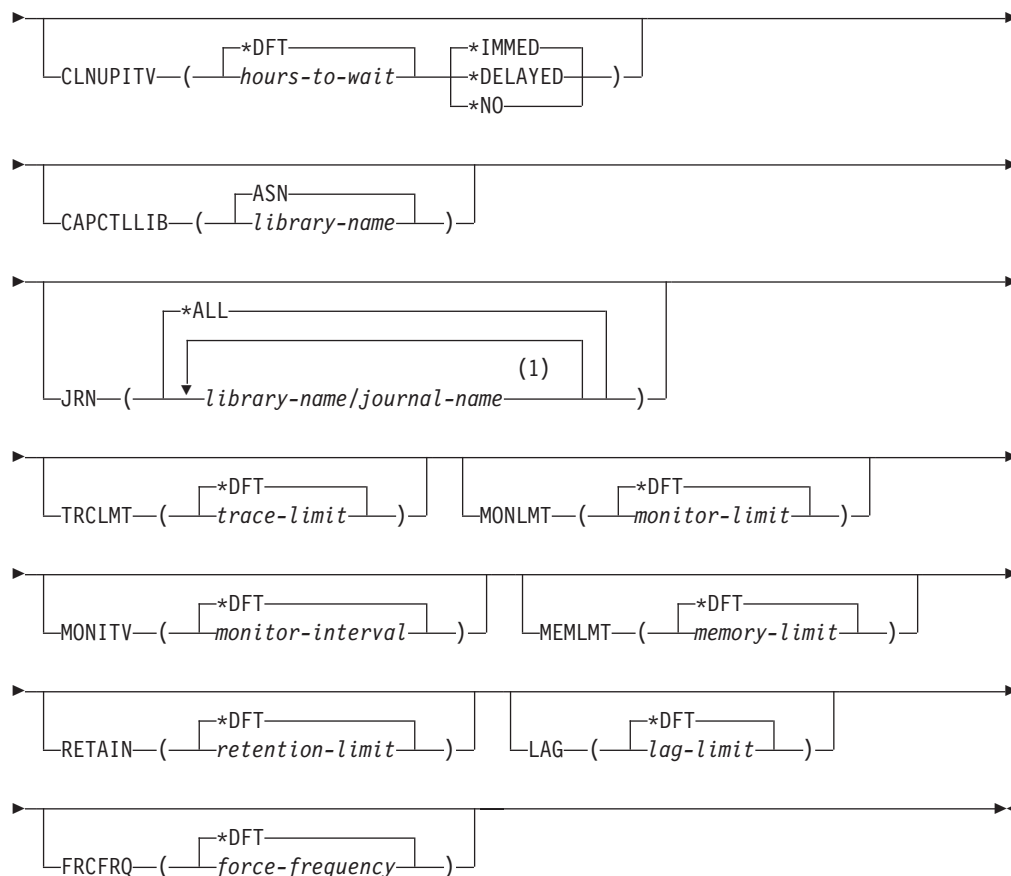 *DFT *IMMED
CLNUPITV ( hours-to-wait *DELAYED )
*NO
ASN
CAPCTLLIB ( library-name )
*ALL
(1)
JRN ( library-name/journal-name )
*DFT *DFT
TRCLMT ( trace-limit ) MONLMT ( monitor-limit )
*DFT *DFT
MONITV ( monitor-interval ) MEMLMT ( memory-limit )
*DFT *DFT
RETAIN ( retention-limit ) LAG ( lag-limit )
*DFT
FRCFRQ ( force-frequency )